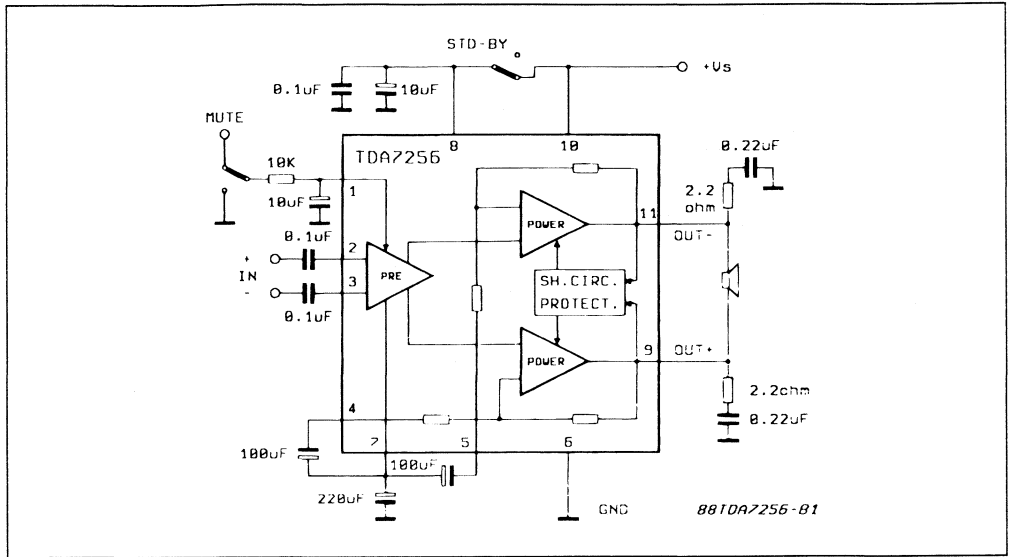 STD-BY
+Vs
0.1uF
10uF
MUTE
8
10
TDA7256
0.22uF
10K
1
2.2
ohm
10uF
11
POWER
OUT-
0.1uF
+
2
IN
PRE
SH.CIRC.
PROTECT.
-
3
0.1uF
9
OUT+
POWER
2.2ohm
4
0.22uF
7
5
6
100uF
100uF
220uF
GND
88TDA7256-B1